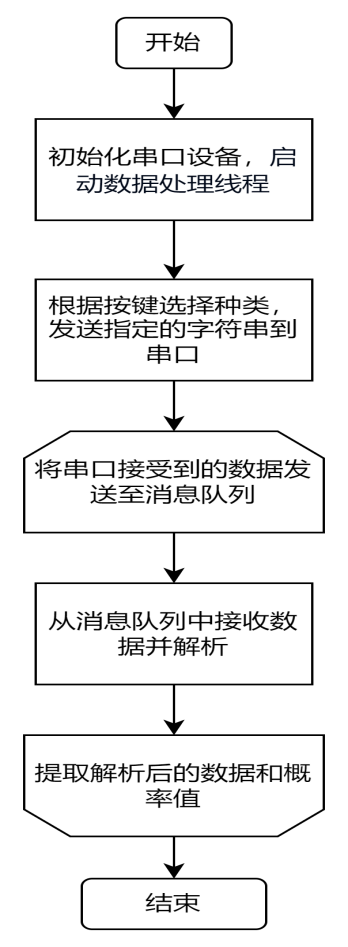 开始
初始化串口设备，启
动数据处理线程
根据按键选择种类，
发送指定的字符串到
串口
将串口接受到的数据发
送至消息队列
从消息队列中接收数
据并解析
提取解析后的数据和概
率值
结束